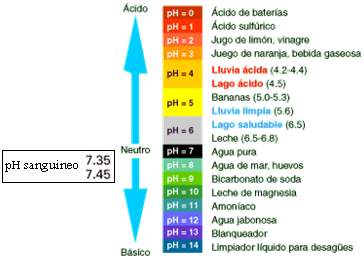 Ácido
pH = 0 Ácido de baterías
pH = 1 Ácido sulfúrico
pH = 2 Jugo de limón, vinagre
pH = 3 Juego de naranja, bebida gaseosa
pH = 4 Lluvia ácida (4.2-4.4)
Lago ácido (4.5)
pH = 5 Bananas (5.0-5.3)
Lluvia limpia (5.6)
pH = 6 Lago saludable (6.5)
Leche (6.5-6.8)
Neutro
pH = 7 Agua pura
pH sanguineo 7.35
7.45
pH = 8 Agua de mar, huevos
pH = 9 Bicarbonato de soda
pH = 10 Leche de magnesia
pH = 11 Amoníaco
pH = 12 Agua jabonosa
pH = 13 Blanqueador
Básico
pH = 14 Limpiador líquido para desagües